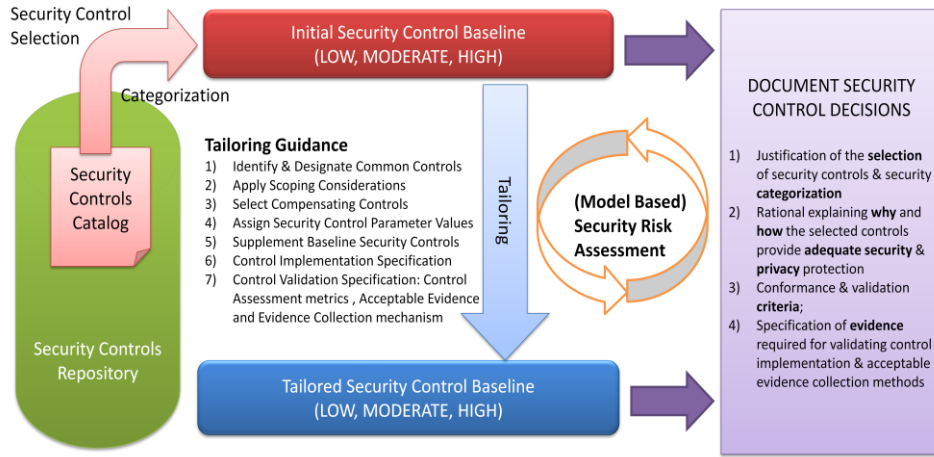 Security Control
Selection
Categorization
Security
Controls
Catalog
Security Controls
Repository
Initial Security Control Baseline
(LOW, MODERATE, HIGH)
Tailoring Guidance
1) Identify & Designate Common Controls
2) Apply Scoping Considerations
3) Select Compensating Controls
4) Assign Security Control Parameter Values
5) Supplement Baseline Security Controls
6) Control Implementation Specification
7) Control Validation Specification: Control
Assessment metrics , Acceptable Evidence
and Evidence Collection mechanism
Tailoring
(Model Based)
Security Risk
Assessment
Tailored Security Control Baseline
(LOW, MODERATE, HIGH)
DOCUMENT SECURITY
CONTROL DECISIONS
1) Justification of the selection
of security controls & security
categorization
2) Rational explaining why and
how the selected controls
provide adequate security &
privacy protection
3) Conformance & validation
criteria;
4) Specification of evidence
required for validating control
implementation & acceptable
evidence collection methods